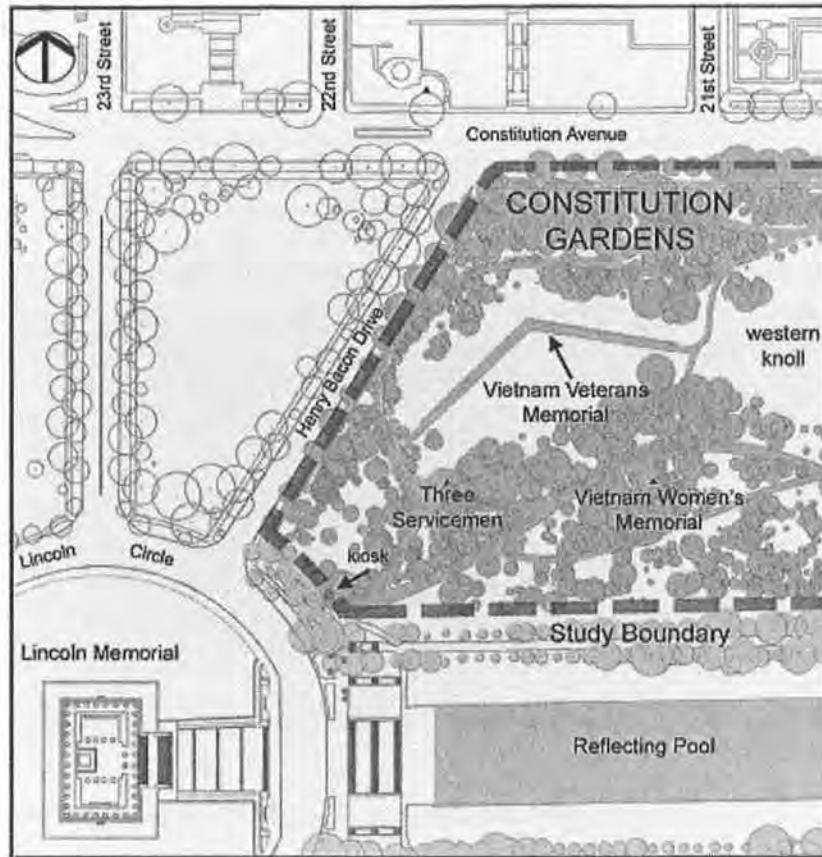 23rd Street
22nd Street
21st Street
Constitution Avenue
CONSTITUTION
GARDENS
Henry Bacon Drive
western
knoll
Vietnam Veterans
Memorial
Three
Servicemen
Vietnam Women's
Memorial
kiosk
Lincoln
Circle
Study Boundary
Lincoln Memorial
Reflecting Pool